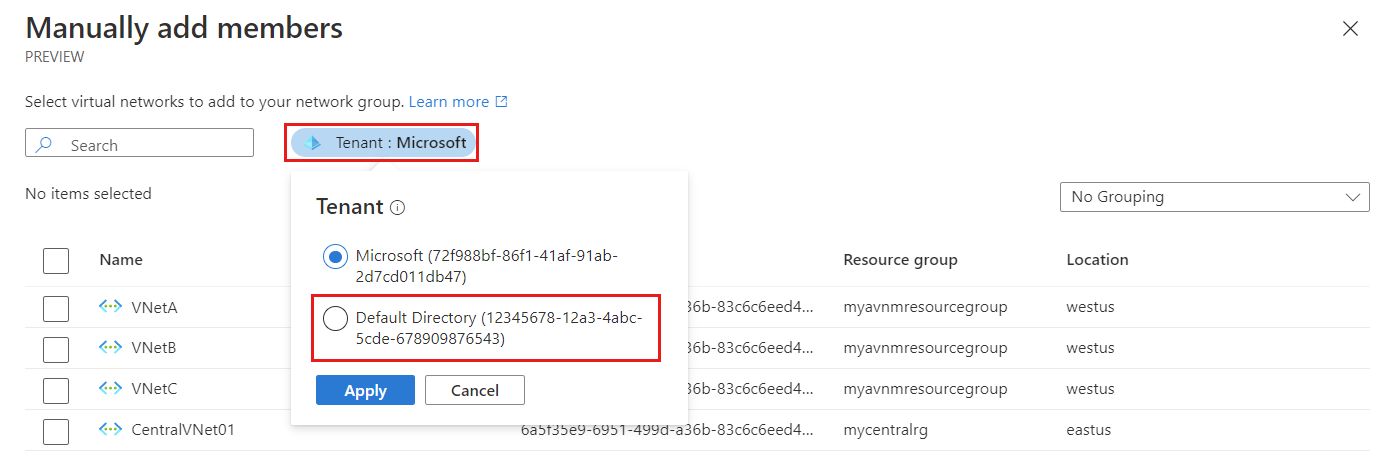 Manually add members
PREVIEW
Select virtual networks to add to your network group. Learn more
Search
Tenant : Microsoft
No items selected
No Grouping
Tenant
Microsoft (72f988bf-86f1-41af-91ab-
2d7cd011db47)
Default Directory (12345678-12a3-4abc-
5cde-678909876543)
Apply
Cancel
Name
Resource group
Location
VNetA
36b-83c6c6eed4...
myavnmresourcegroup
westus
VNetB
36b-83c6c6eed4...
myavnmresourcegroup
westus
VNetC
36b-83c6c6eed4...
myavnmresourcegroup
westus
CentralVNet01
6a5f35e9-6951-499d-a36b-83c6c6eed4...
mycentralrg
eastus